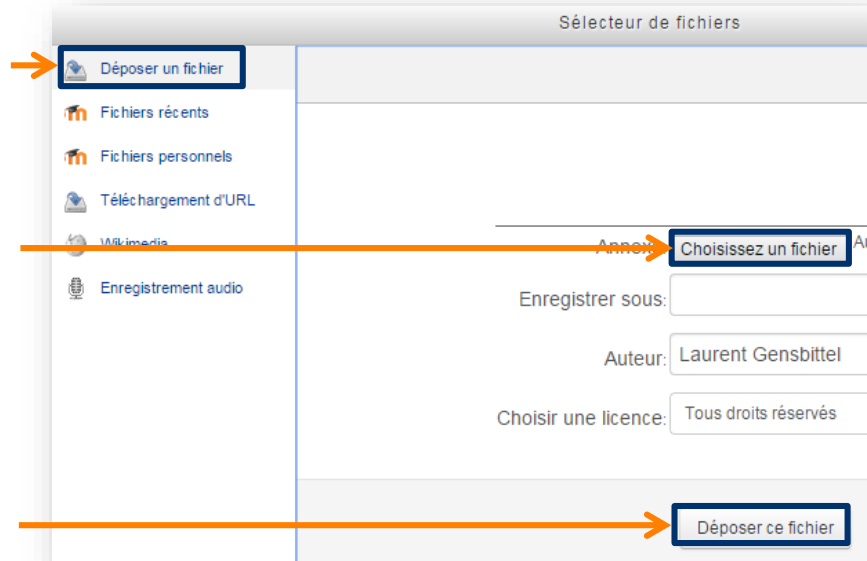 Sélecteur de fichiers
Déposer un fichier
Fichiers récents
Fichiers personnels
Téléchargement d'URL
Wikimedia
Enregistrement audio
Annexe
Choisissez un fichier
Enregistrer sous:
Auteur: Laurent Gensbittel
Choisir une licence: Tous droits réservés
Déposer ce fichier